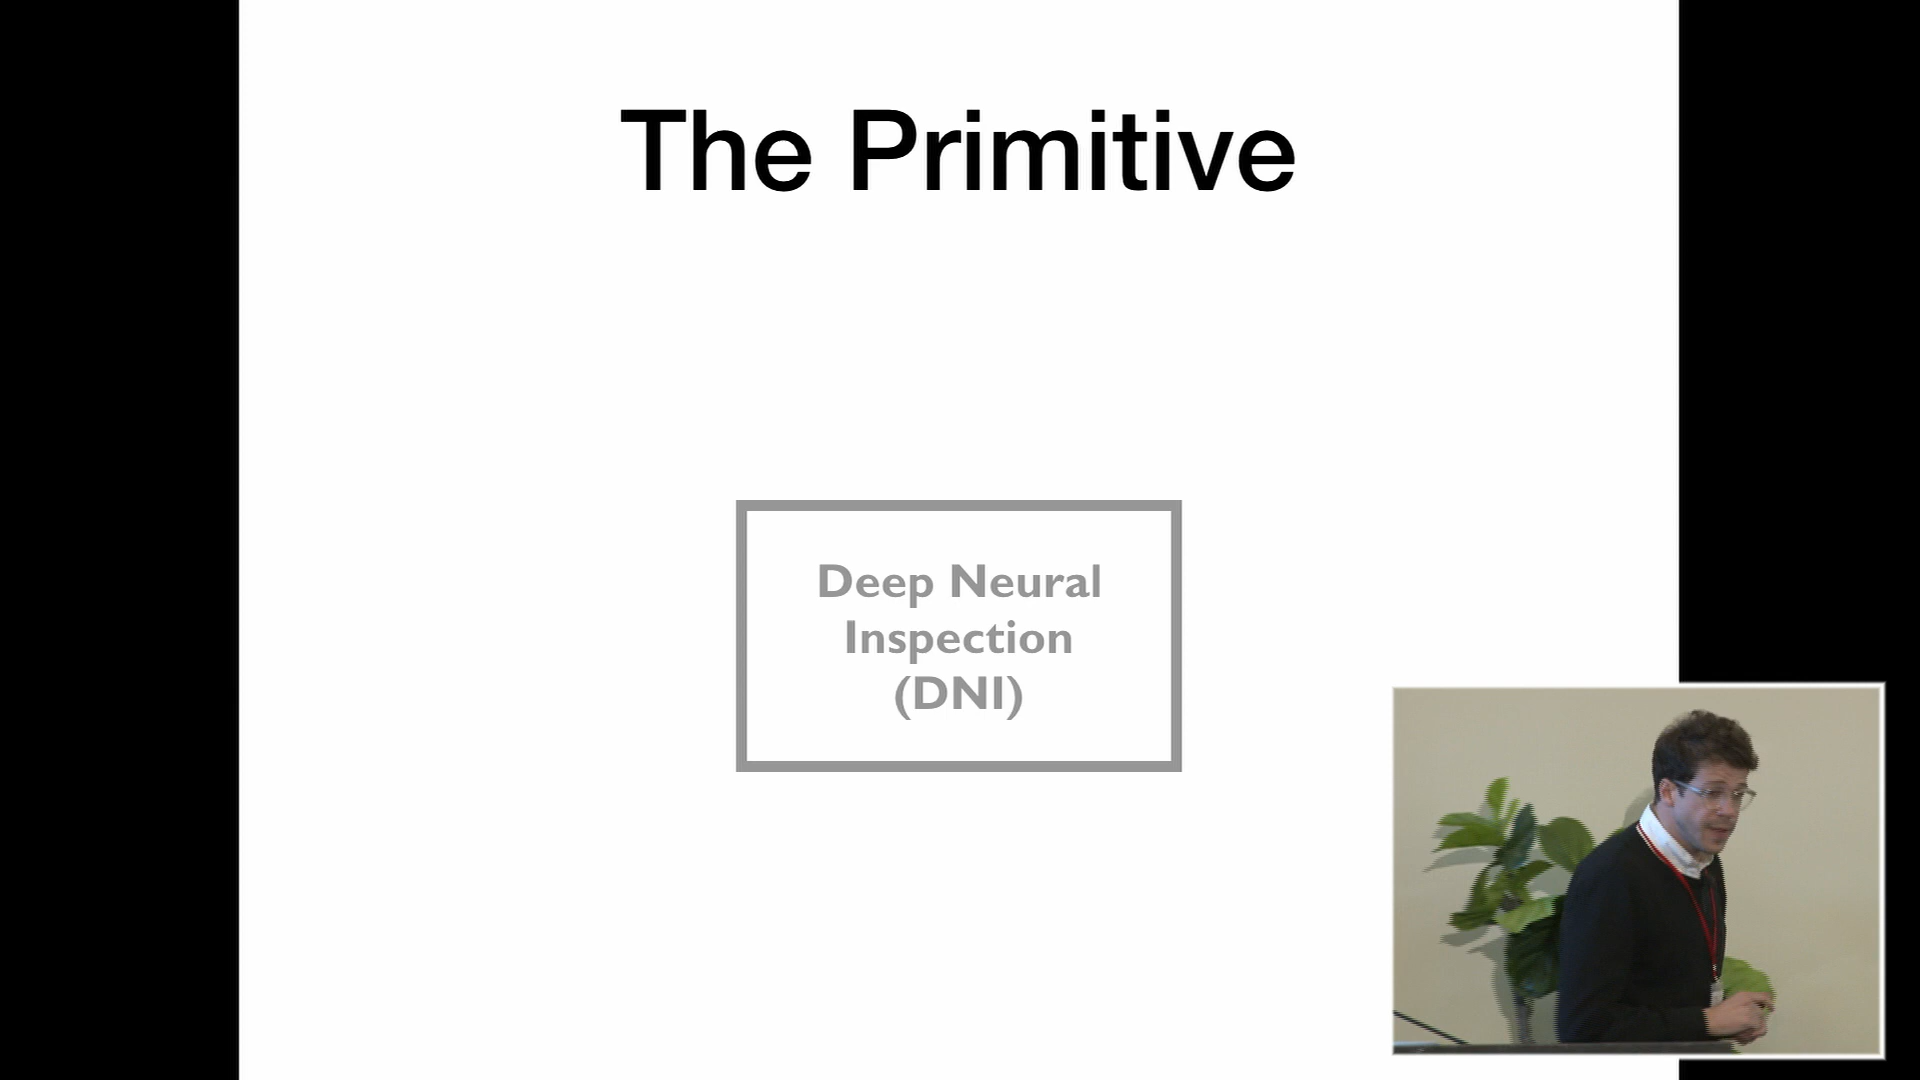 The Primitive
Deep Neural
Inspection
(DNI)